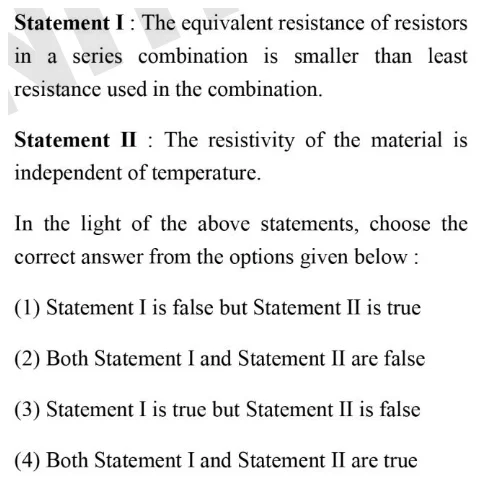 Statement I : The equivalent resistance of resistors
in a series combination is smaller than least
resistance used in the combination.
Statement II : The resistivity of the material is
independent of temperature.
In the light of the above statements, choose the
correct answer from the options given below :
(1) Statement I is false but Statement II is true
(2) Both Statement I and Statement II are false
(3) Statement I is true but Statement II is false
(4) Both Statement I and Statement II are true